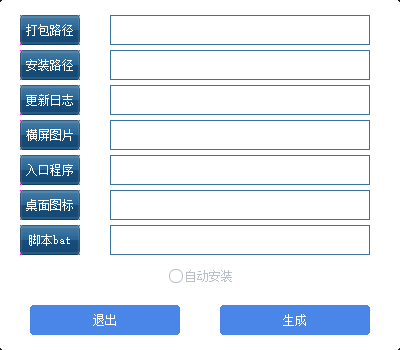 打包路径
安装路径
更新日志
横屏图片
入口程序
桌面图标
脚本bat
自动安装
退出
生成